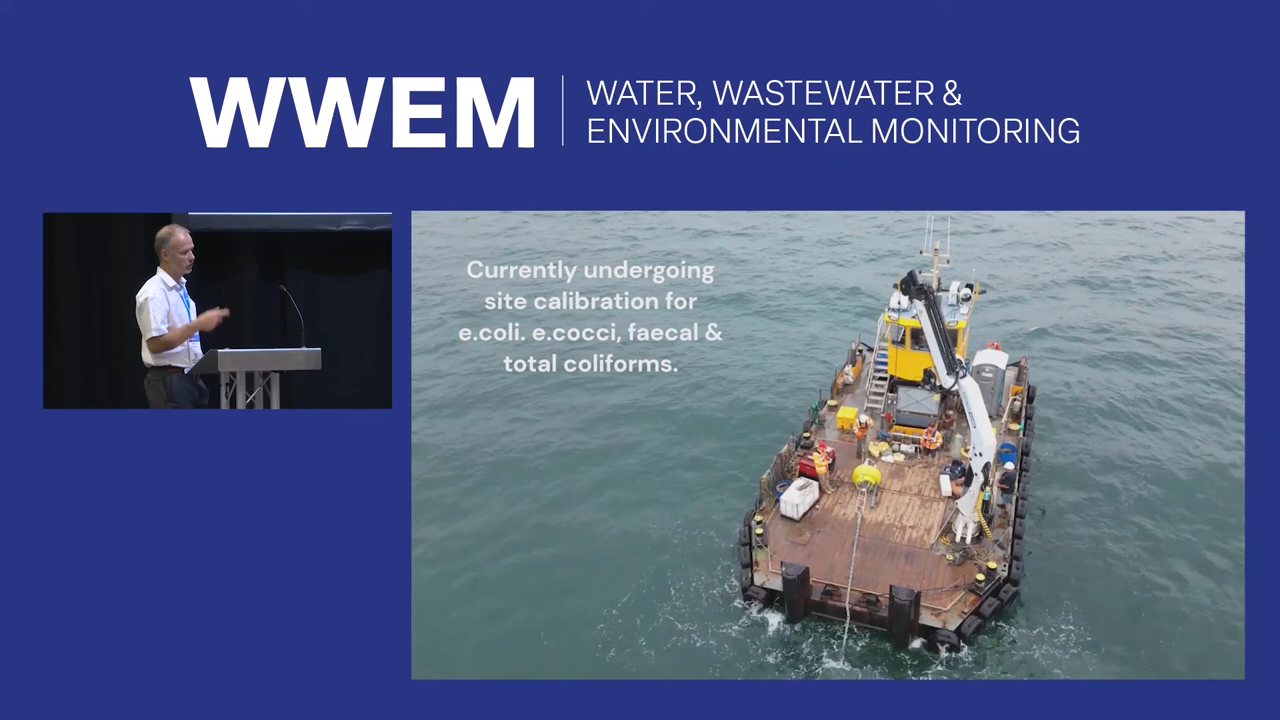 WWEM
WATER, WASTEWATER &
ENVIRONMENTAL MONITORING
Currently undergoing
site calibration for
e.coli. e.cocci, faecal &
total coliforms.